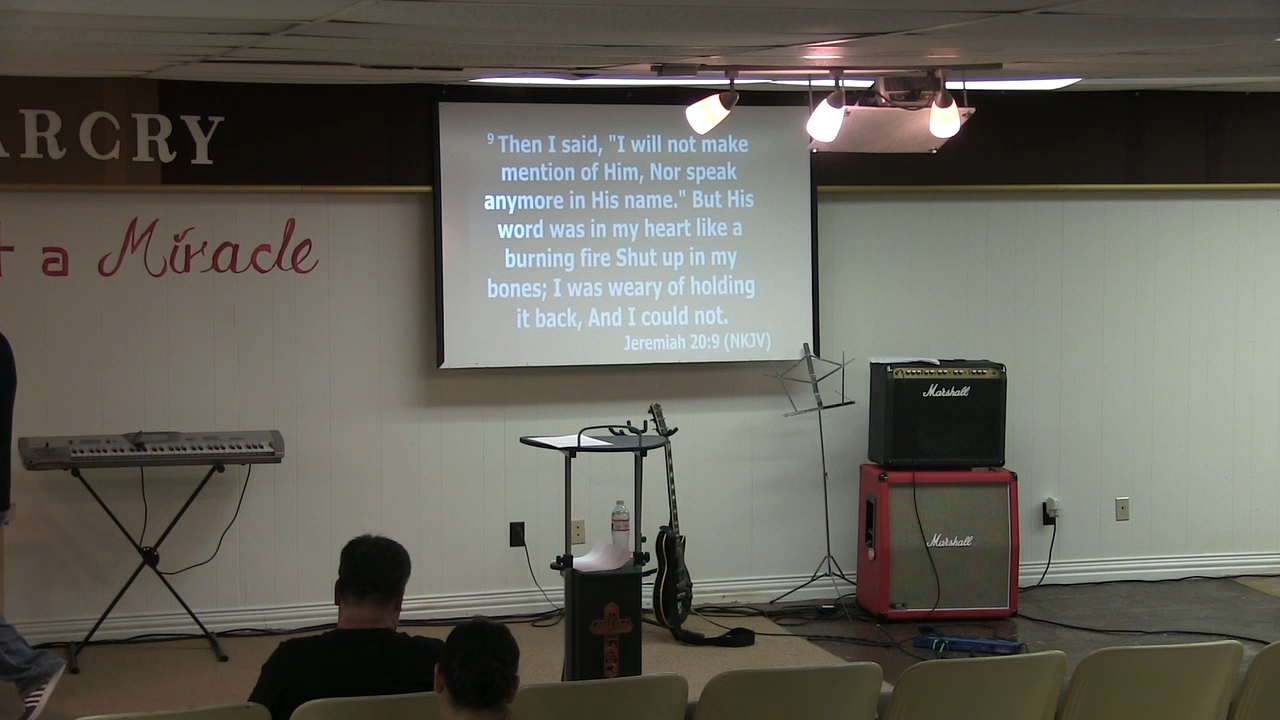 ARCRY
a Miracle
9 Then I said, "I will not make
mention of Him, Nor speak
anymore in His name." But His
word was in my heart like a
burning fire Shut up in my
bones; I was weary of holding
it back, And I could not.
Jeremiah 20:9 (NKJV)
Marshall
Marshall